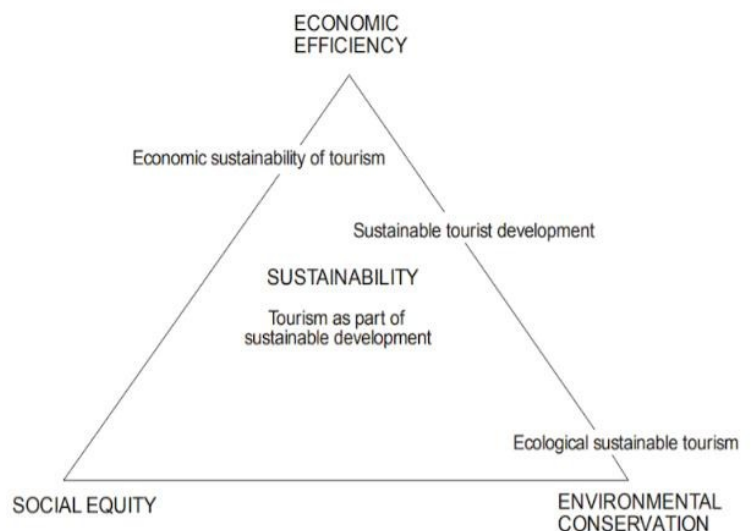 ECONOMIC
EFFICIENCY
Economic sustainability of tourism
Sustainable tourist development
SUSTAINABILITY
Tourism as part of
sustainable development
Ecological sustainable tourism
SOCIAL EQUITY
ENVIRONMENTAL
CONSERVATION